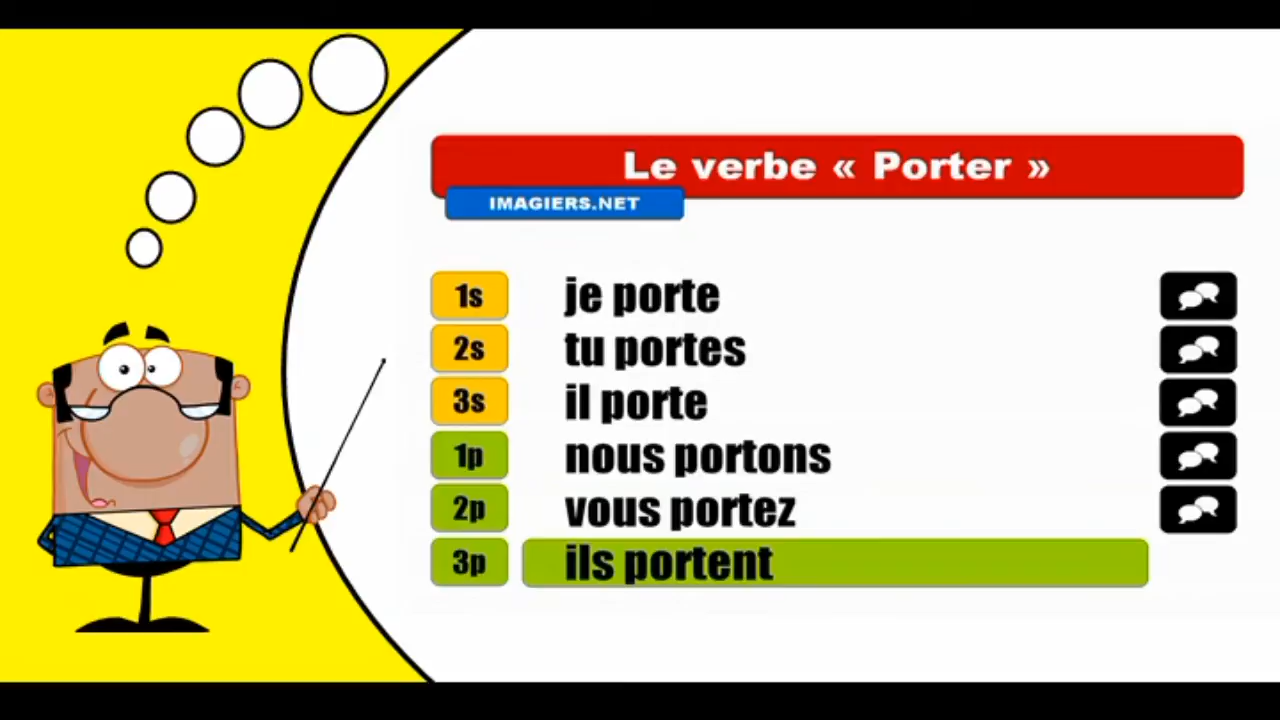 Le verbe « Porter »
IMAGIERS.NET
1s je porte
2s tu portes
3s il porte
1p nous portons
2p vous portez
3p ils portent